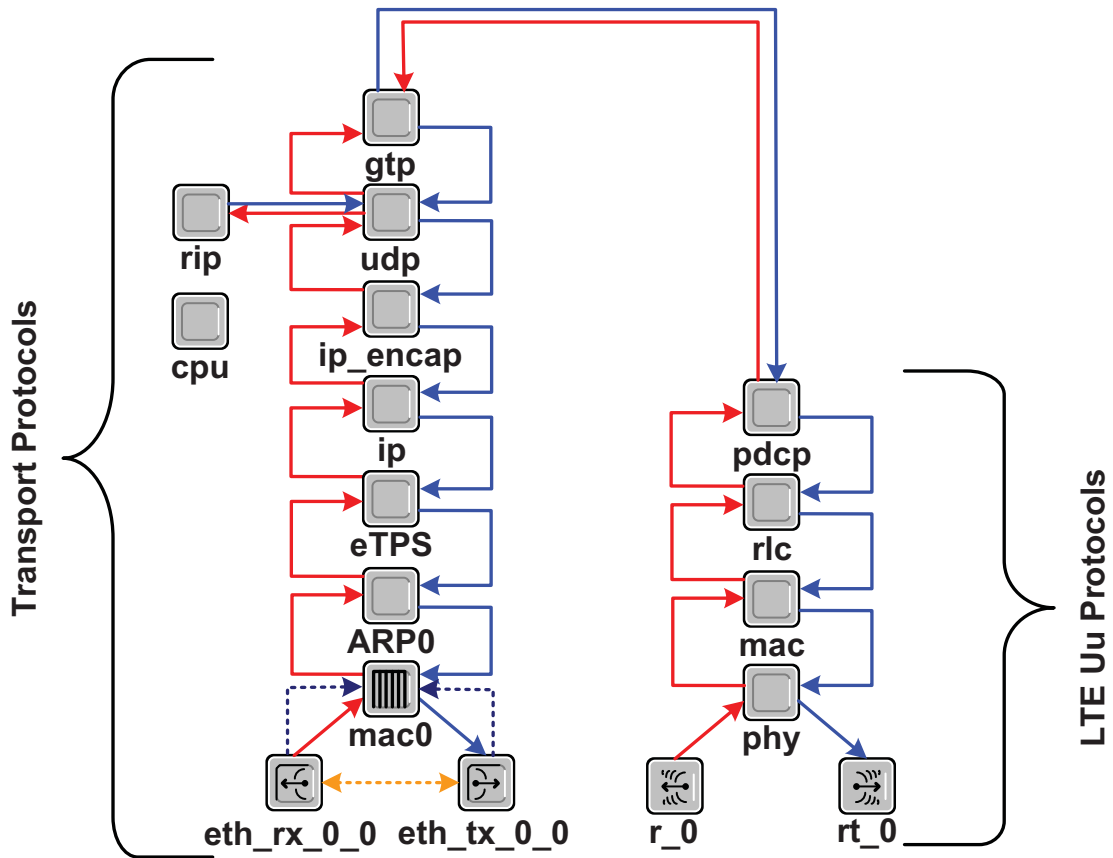 Transport Protocols
gtp
rip
udp
cpu
ip_encap
ip
eTPS
ARP0
mac0
eth_rx_0_0
eth_tx_0_0
pdcp
rlc
mac
phy
r_0
rt_0
LTE Uu Protocols